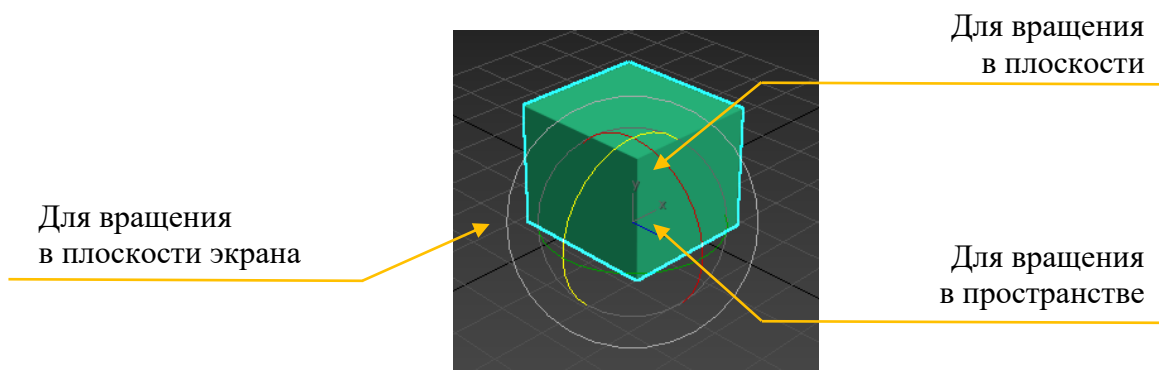 Для вращения
в плоскости
y
x
Для вращения
в плоскости экрана
Для вращения
в пространстве